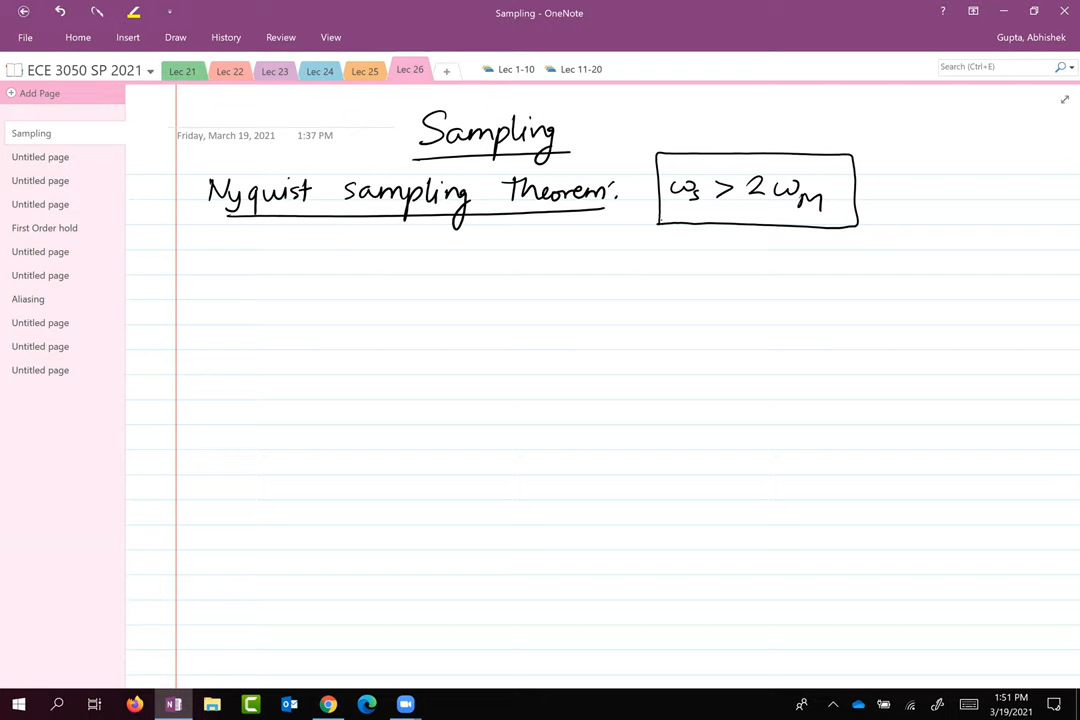 Sampling - OneNote
?
Gupta, Abhishek
File Home Insert Draw History Review View
ECE 3050 SP 2021
Lec 21
Lec 22
Lec 23
Lec 24
Lec 25
Lec 26
+
Lec 1-10
Lec 11-20
Search (Ctrl+E)
Add Page
Sampling
Untitled page
Untitled page
Untitled page
First Order hold
Untitled page
Untitled page
Aliasing
Untitled page
Untitled page
Untitled page
Friday, March 19, 2021 1:37 PM
Sampling
Nyquist sampling Theorem: ωs > 2 ωM
1:51 PM
3/19/2021